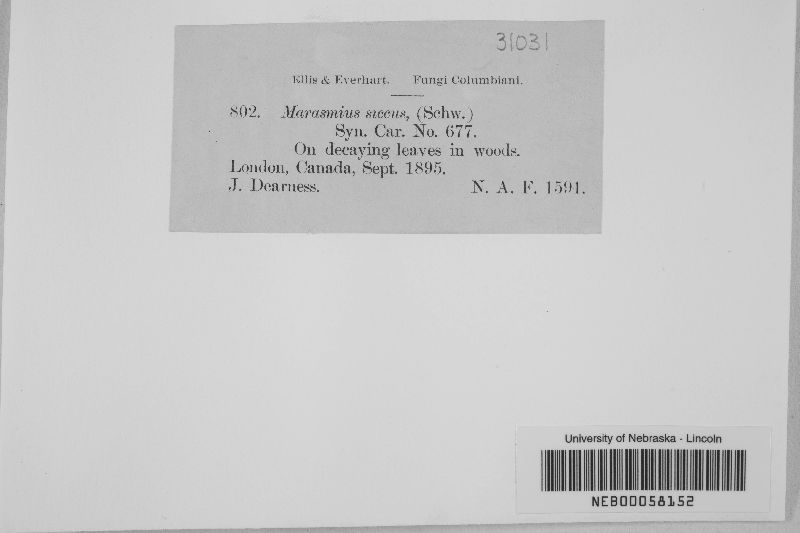 31031
Ellis & Everhart. Fungi Columbiani.
802. Marasmius siccus, (Schw.)
Syn. Car. No. 677.
On decaying leaves in woods.
London, Canada, Sept. 1895.
J. Dearness. N. A. F. 1591.
University of Nebraska - Lincoln
NEB00058152